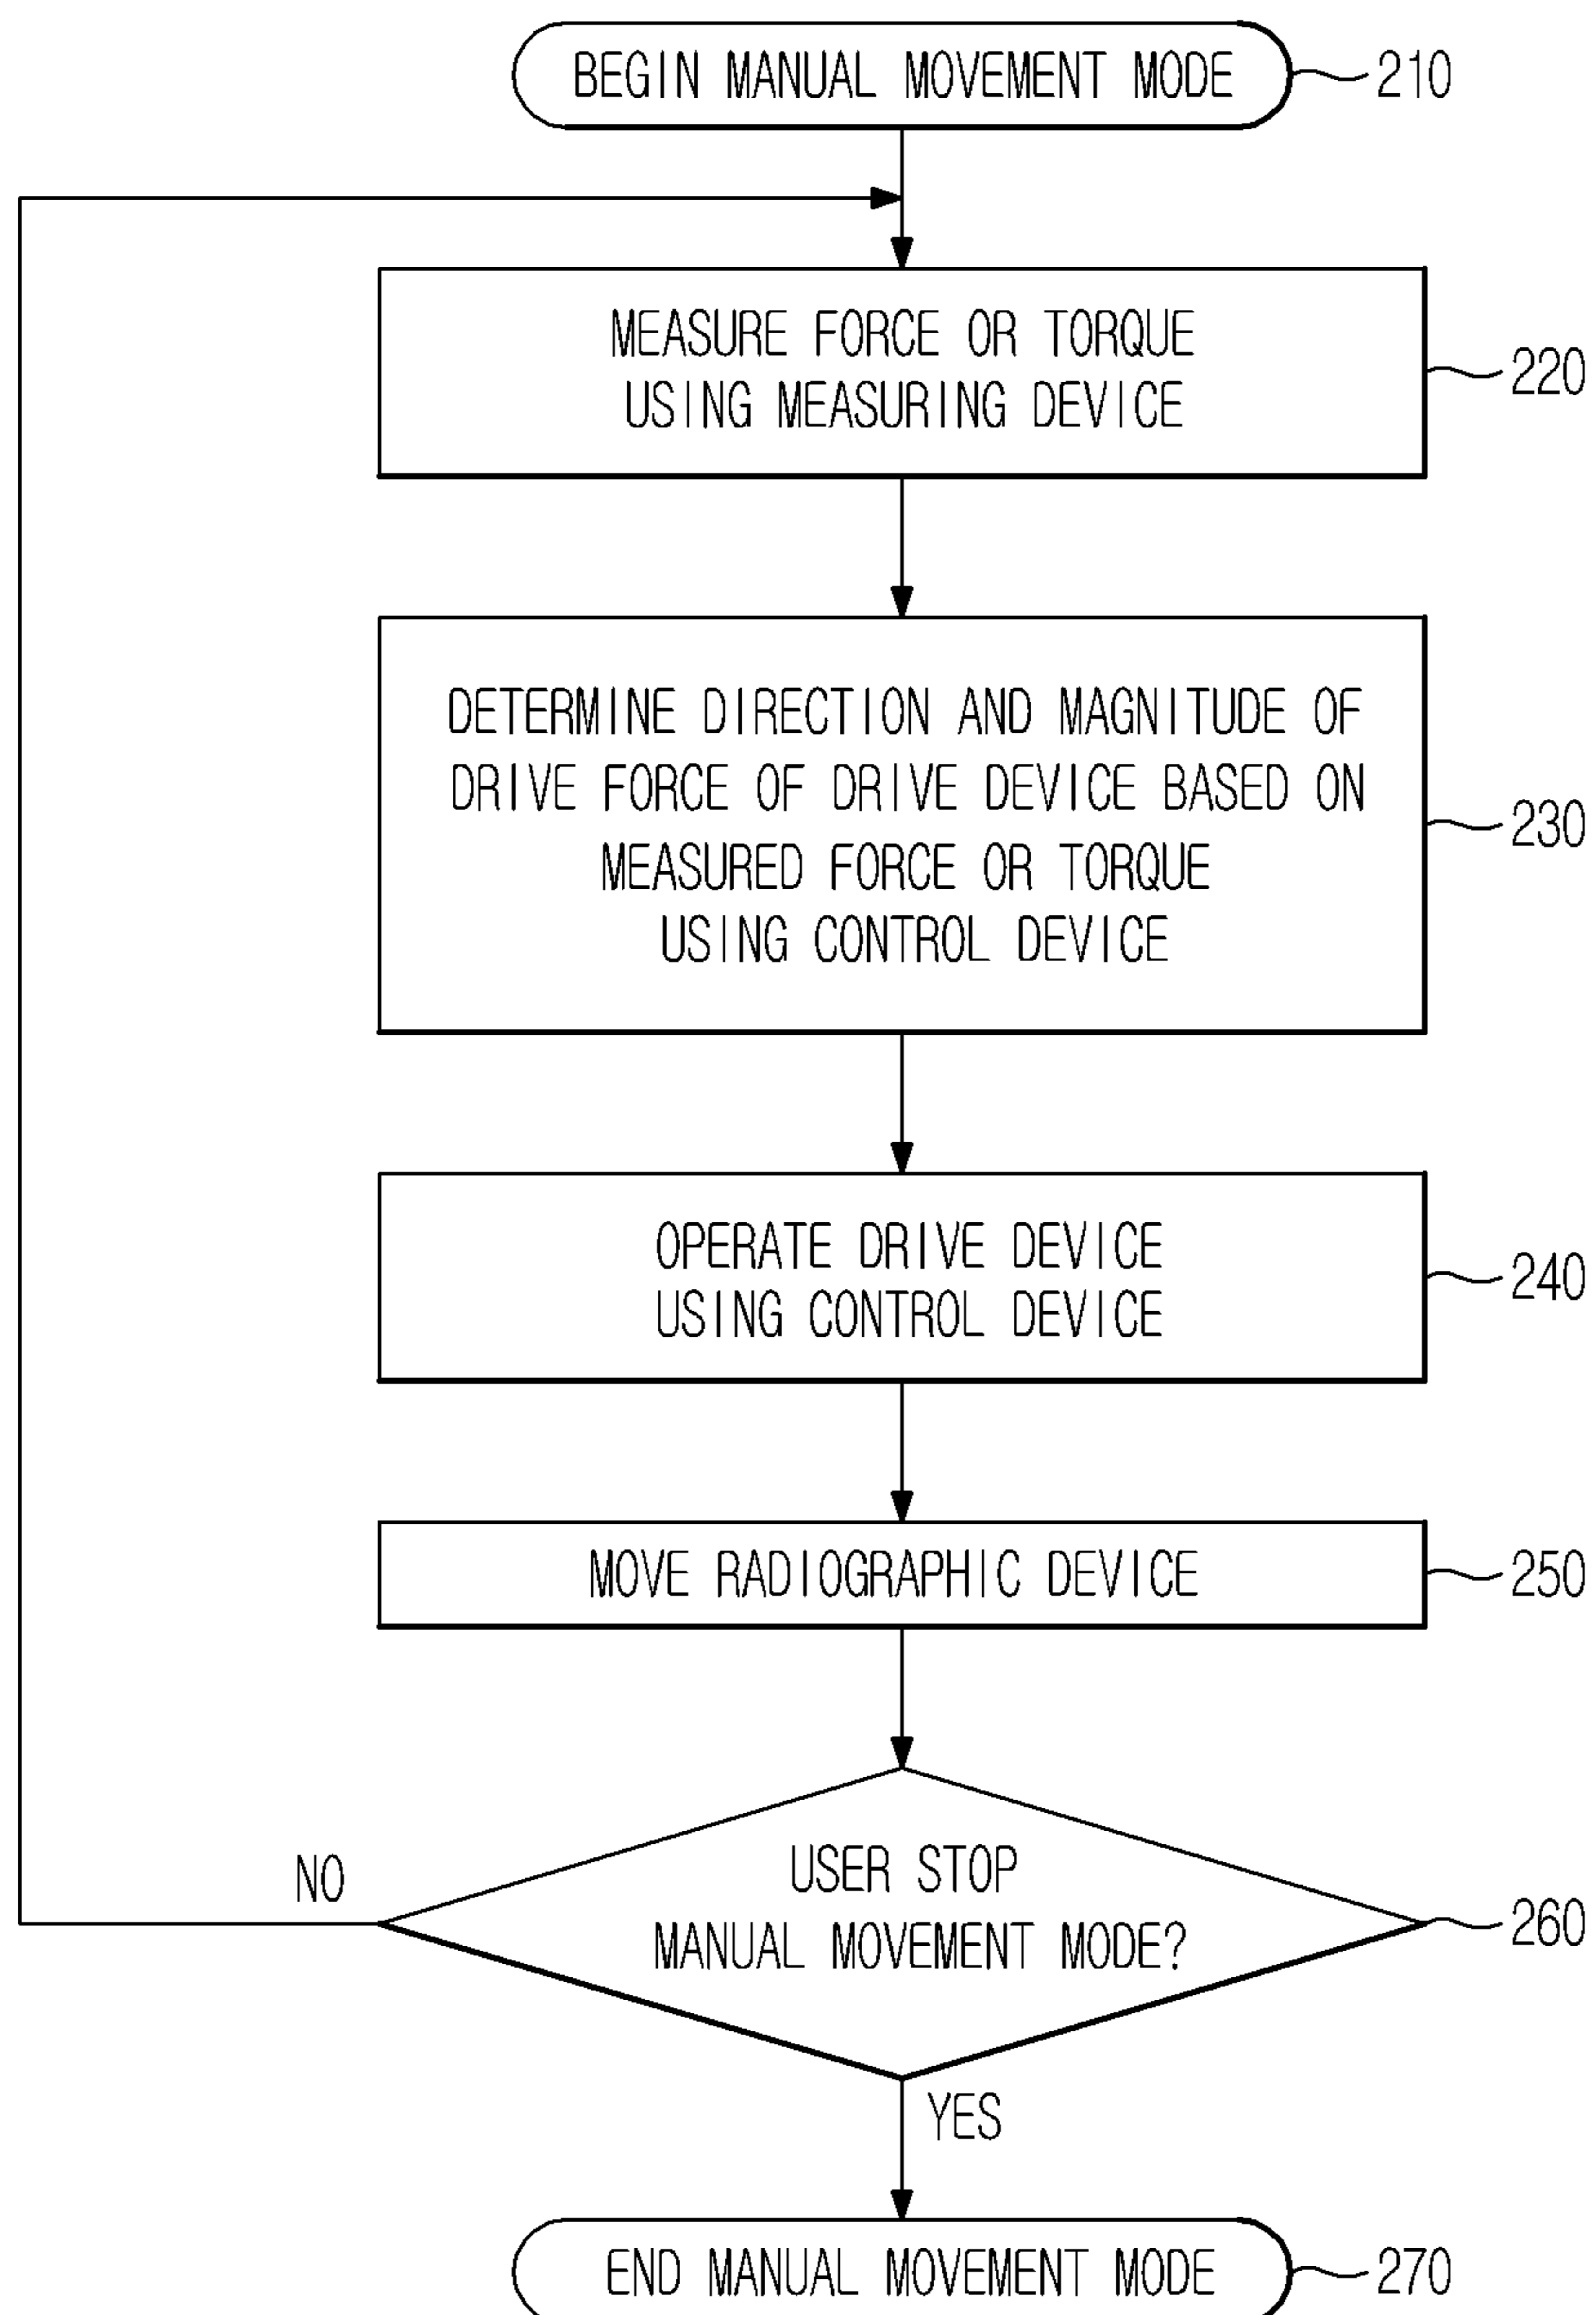 BEGIN MANUAL MOVEMENT MODE
210
MEASURE FORCE OR TORQUE
USING MEASURING DEVICE
220
DETERMINE DIRECTION AND MAGNITUDE OF
DRIVE FORCE OF DRIVE DEVICE BASED ON
MEASURED FORCE OR TORQUE
USING CONTROL DEVICE
230
OPERATE DRIVE DEVICE
USING CONTROL DEVICE
240
MOVE RADIOGRAPHIC DEVICE
250
NO
USER STOP
MANUAL MOVEMENT MODE?
260
YES
END MANUAL MOVEMENT MODE
270